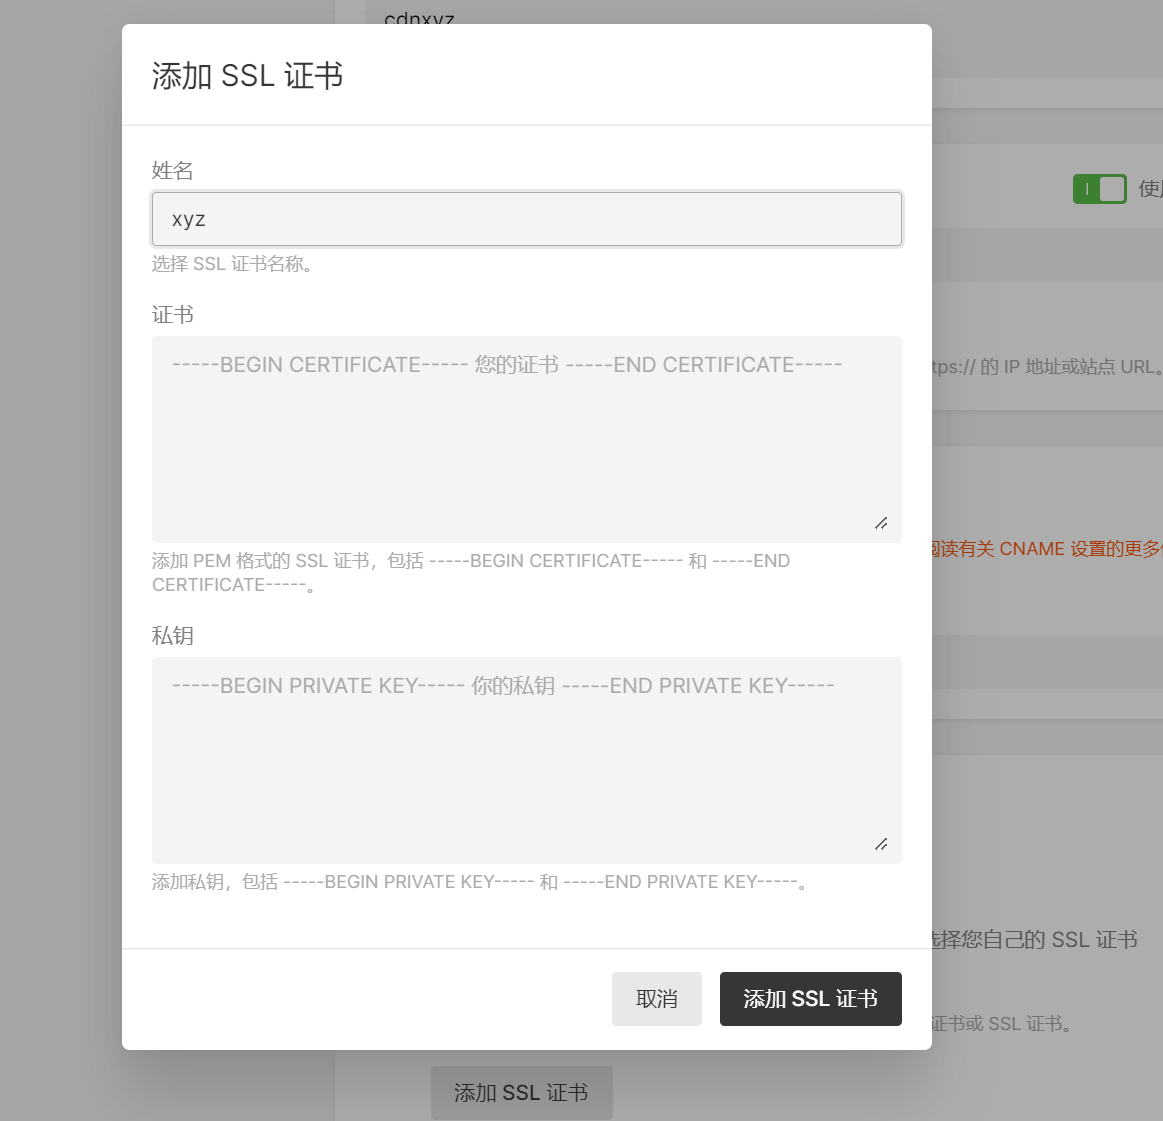 cdnxyz
添加 SSL 证书
姓名
xyz
选择 SSL 证书名称。
证书
-----BEGIN CERTIFICATE----- 您的证书 -----END CERTIFICATE-----
添加 PEM 格式的 SSL 证书，包括 -----BEGIN CERTIFICATE----- 和 -----END
CERTIFICATE-----。
私钥
-----BEGIN PRIVATE KEY----- 你的私钥 -----END PRIVATE KEY-----
添加私钥，包括 -----BEGIN PRIVATE KEY----- 和 -----END PRIVATE KEY-----。
取消
添加 SSL 证书
使
tps:// 的 IP 地址或站点 URL。
阅读有关 CNAME 设置的更多
选择您自己的 SSL 证书
证书或 SSL 证书。
添加 SSL 证书